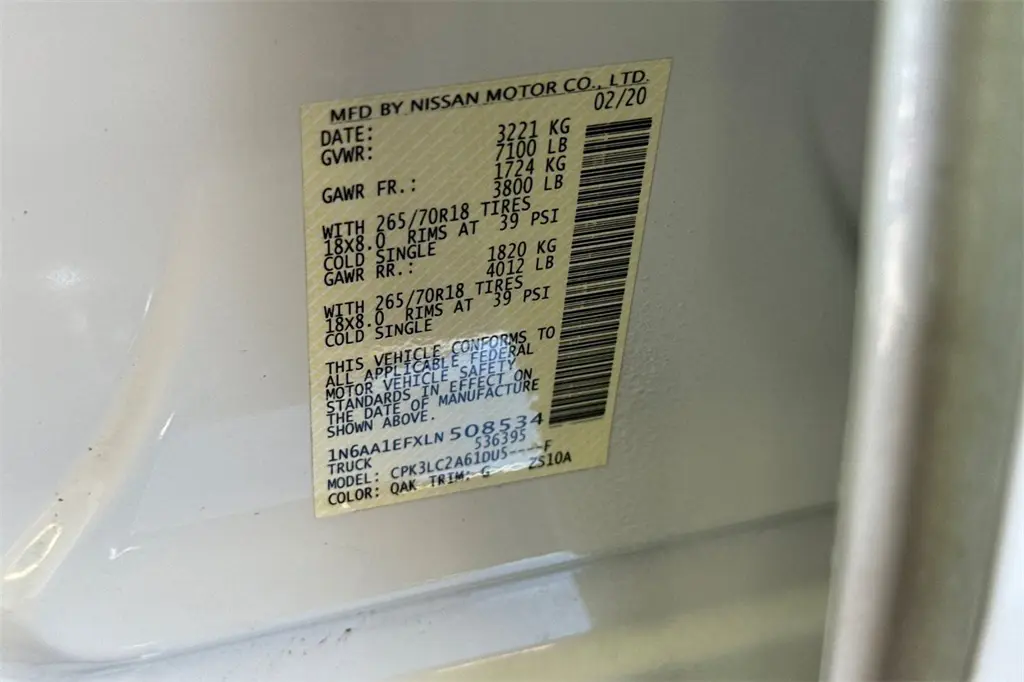 MFD BY NISSAN MOTOR CO., LTD.
DATE: 02/20
GVWR: 3221 KG
7100 LB
GAWR FR.: 1724 KG
3800 LB
WITH 265/70R18 TIRES
18X8.0 RIMS AT 39 PSI
COLD SINGLE
GAWR RR.: 1820 KG
4012 LB
WITH 265/70R18 TIRES
18X8.0 RIMS AT 39 PSI
COLD SINGLE
THIS VEHICLE CONFORMS TO
ALL APPLICABLE FEDERAL
MOTOR VEHICLE SAFETY
STANDARDS IN EFFECT ON
THE DATE OF MANUFACTURE
SHOWN ABOVE.
1N6AA1EFXLN 508534
TRUCK 536395
MODEL: CPK3LC2A61DU5----F
COLOR: QAK TRIM: G ZS10A